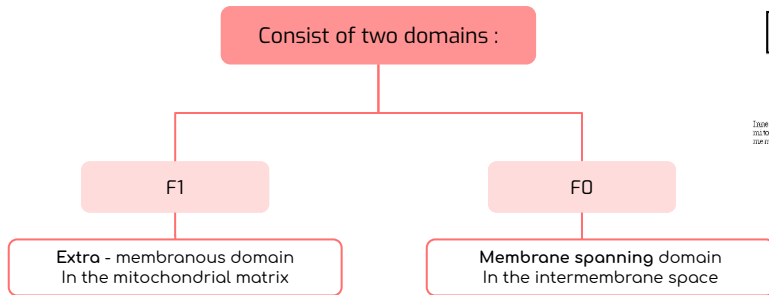 Consist of two domains :
F1
F0
Extra - membranous domain
In the mitochondrial matrix
Membrane spanning domain
In the intermembrane space